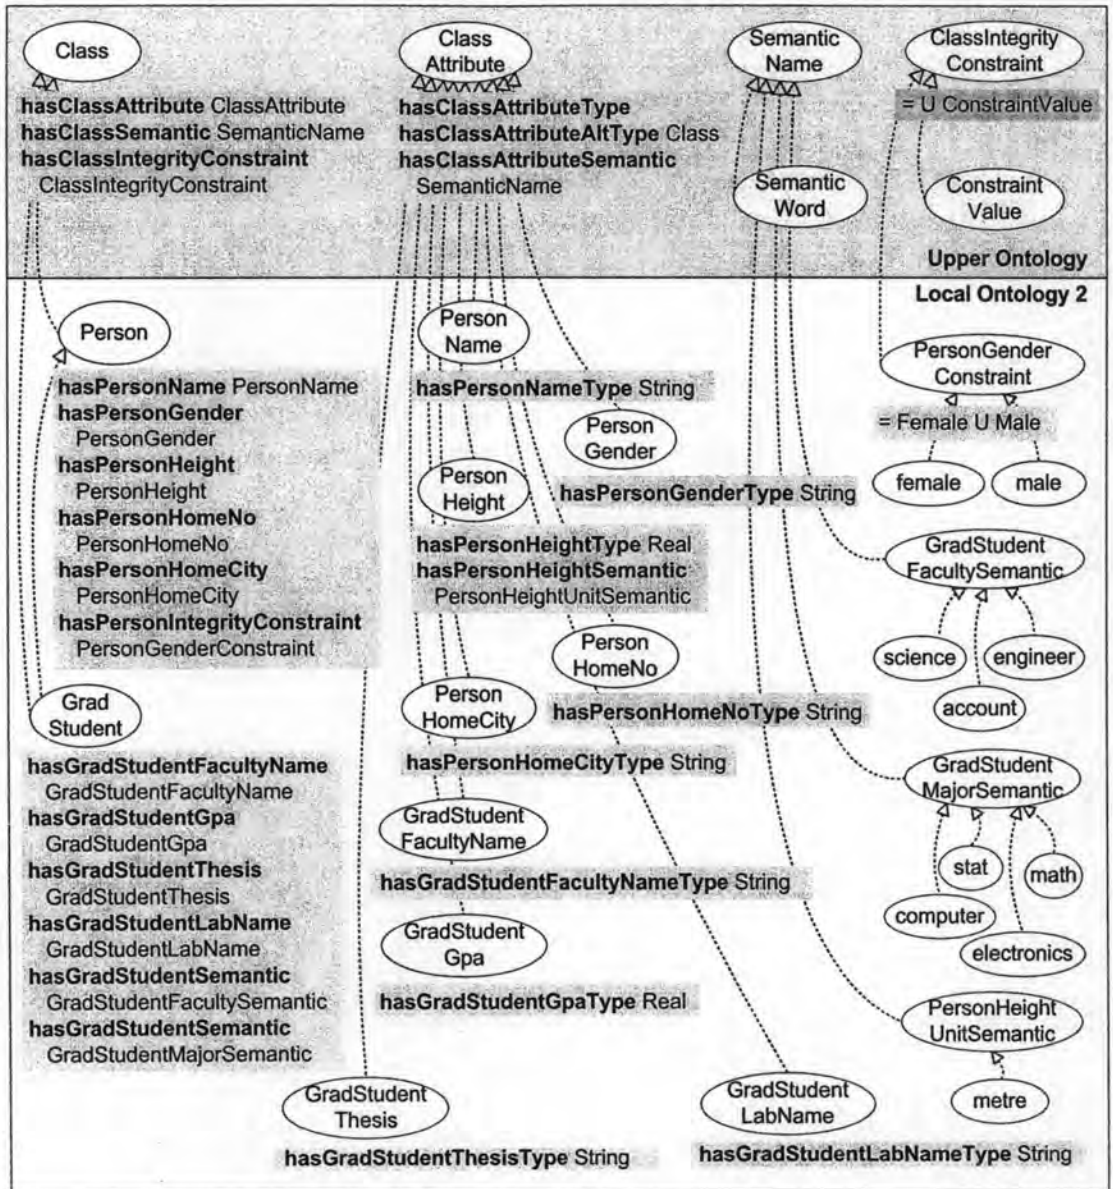 Class
hasClassAttribute ClassAttribute
hasClassSemantic SemanticName
hasClassIntegrityConstraint
ClassIntegrityConstraint
Class
Attribute
hasClassAttributeType
hasClassAttributeAltType Class
hasClassAttributeSemantic
SemanticName
Semantic
Name
Semantic
Word
ClassIntegrity
Constraint
= U ConstraintValue
Constraint
Value
Upper Ontology
Local Ontology 2
Person
hasPersonName PersonName
hasPersonGender
PersonGender
hasPersonHeight
PersonHeight
hasPersonHomeNo
PersonHomeNo
hasPersonHomeCity
PersonHomeCity
hasPersonIntegrityConstraint
PersonGenderConstraint
Grad
Student
hasGradStudentFacultyName
GradStudentFacultyName
hasGradStudentGpa
GradStudentGpa
hasGradStudentThesis
GradStudentThesis
hasGradStudentLabName
GradStudentLabName
hasGradStudentSemantic
GradStudentFacultySemantic
hasGradStudentSemantic
GradStudentMajorSemantic
Person
Name
hasPersonNameType String
Person
Gender
hasPersonGenderType String
Person
Height
hasPersonHeightType Real
hasPersonHeightSemantic
PersonHeightUnitSemantic
Person
HomeNo
hasPersonHomeNoType String
Person
HomeCity
hasPersonHomeCityType String
GradStudent
FacultyName
hasGradStudentFacultyNameType String
GradStudent
Gpa
hasGradStudentGpaType Real
GradStudent
Thesis
hasGradStudentThesisType String
GradStudent
LabName
hasGradStudentLabNameType String
PersonGender
Constraint
= Female U Male
female
male
GradStudent
FacultySemantic
science
engineer
account
GradStudent
MajorSemantic
stat
math
computer
electronics
PersonHeight
UnitSemantic
metre